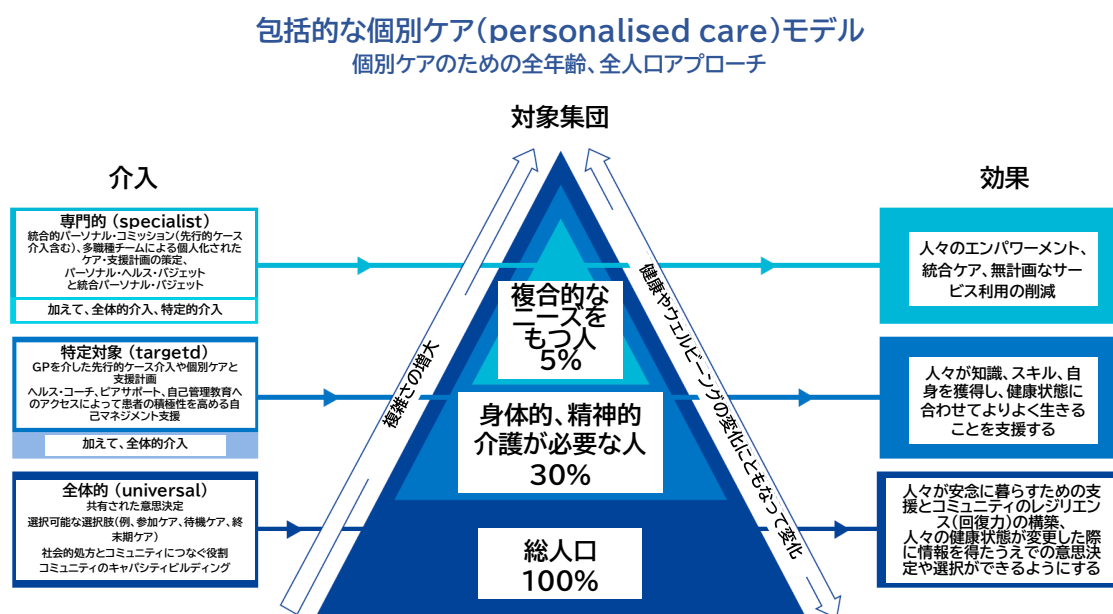 包括的な個別ケア(personalised care)モデル
個別ケアのための全年齢、全人口アプローチ
対象集団
介入
効果
専門的 (specialist)
統合的パーソナル・コミッション(先行的ケース
介入含む)、多職種チームによる個人化された
ケア・支援計画の策定、
パーソナル・ヘルス・バジェット
と統合パーソナル・バジェット
加えて、全体的介入、特定的介入
特定対象 (targetd)
GPを介した先行的ケース介入や個別ケアと
支援計画
ヘルス・コーチ、ピアサポート、自己管理教育へ
のアクセスによって患者の積極性を高める自
己マネジメント支援
加えて、全体的介入
全体的 (universal)
共有された意思決定
選択可能な選択肢(例、参加ケア、待機ケア、終
末期ケア)
社会的処方とコミュニティにつなぐ役割
コミュニティのキャパシティビルディング
複雑さの増大
複合的な
ニーズを
もつ人
5%
身体的、精神的
介護が必要な人
30%
総人口
100%
健康やウェルビーングの変化にともなって変化
人々のエンパワーメント、
統合ケア、無計画なサー
ビス利用の削減
人々が知識、スキル、自
身を獲得し、健康状態に
合わせてよりよく生きる
ことを支援する
人々が安念に暮らすための支
援とコミュニティのレジリエン
ス(回復力)の構築、
人々の健康状態が変更した際
に情報を得たうえでの意思決
定や選択ができるようにする